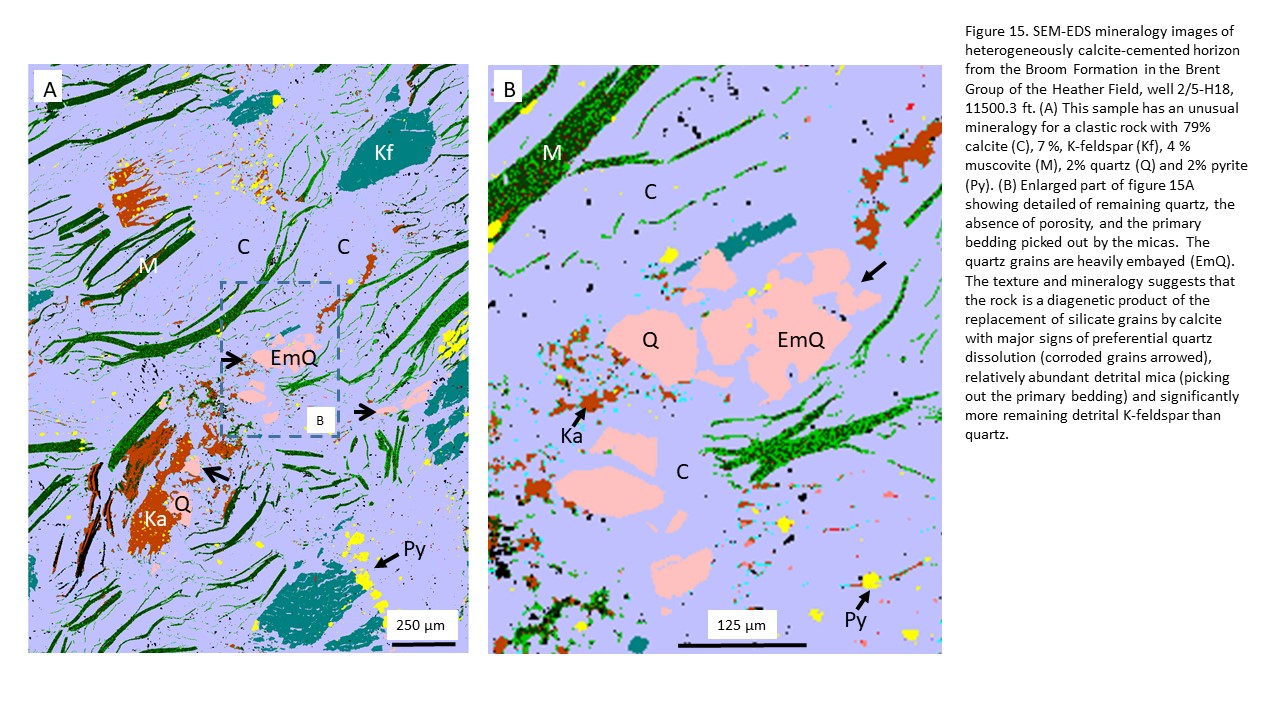 A
Kf
C
C
M
EmQ
B
Q
Ka
Py
250 µm
B
M
C
Q
EmQ
Ka
C
Py
125 µm
Figure 15. SEM-EDS mineralogy images of
heterogeneously calcite-cemented horizon
from the Broom Formation in the Brent
Group of the Heather Field, well 2/5-H18,
11500.3 ft. (A) This sample has an unusual
mineralogy for a clastic rock with 79%
calcite (C), 7 %, K-feldspar (Kf), 4 %
muscovite (M), 2% quartz (Q) and 2% pyrite
(Py). (B) Enlarged part of figure 15A
showing detailed of remaining quartz, the
absence of porosity, and the primary
bedding picked out by the micas. The
quartz grains are heavily embayed (EmQ).
The texture and mineralogy suggests that
the rock is a diagenetic product of the
replacement of silicate grains by calcite
with major signs of preferential quartz
dissolution (corroded grains arrowed),
relatively abundant detrital mica (picking
out the primary bedding) and significantly
more remaining detrital K-feldspar than
quartz.